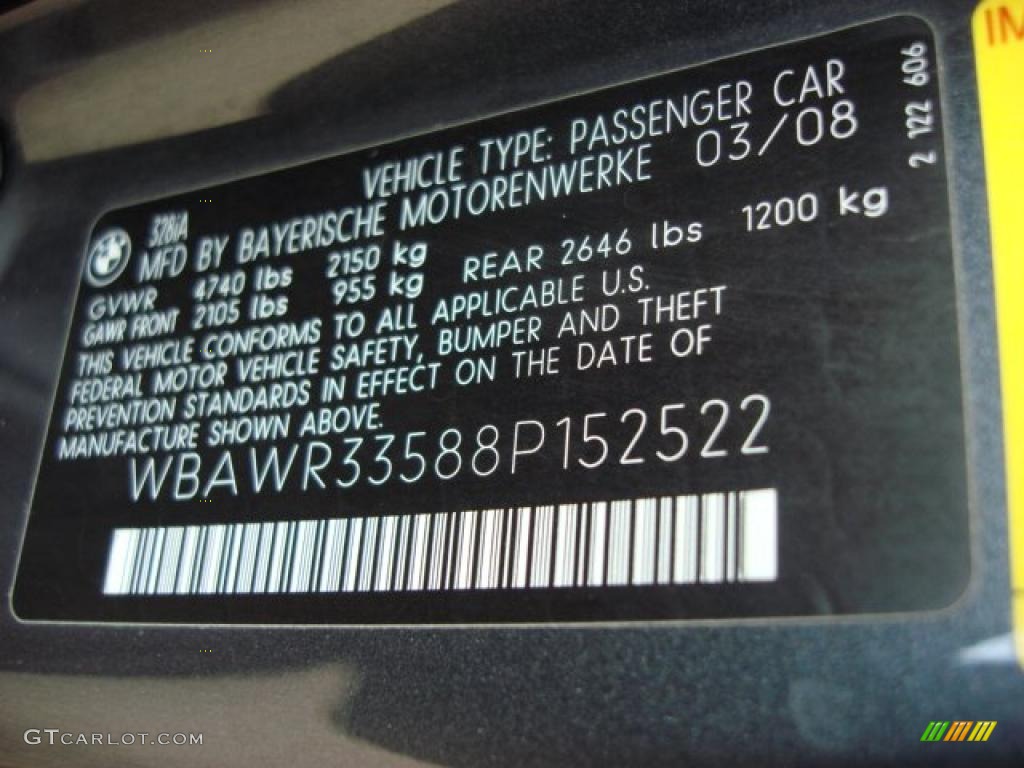 IM
2 122 606
VEHICLE TYPE: PASSENGER CAR
328iA
MFD BY BAYERISCHE MOTORENWERKE 03/08
GVWR 4740 lbs 2150 kg
GAWR FRONT 2105 lbs 955 kg REAR 2646 lbs 1200 kg
THIS VEHICLE CONFORMS TO ALL APPLICABLE U.S.
FEDERAL MOTOR VEHICLE SAFETY, BUMPER AND THEFT
PREVENTION STANDARDS IN EFFECT ON THE DATE OF
MANUFACTURE SHOWN ABOVE.
WBAWR33588P152522
GTCARLOT.COM